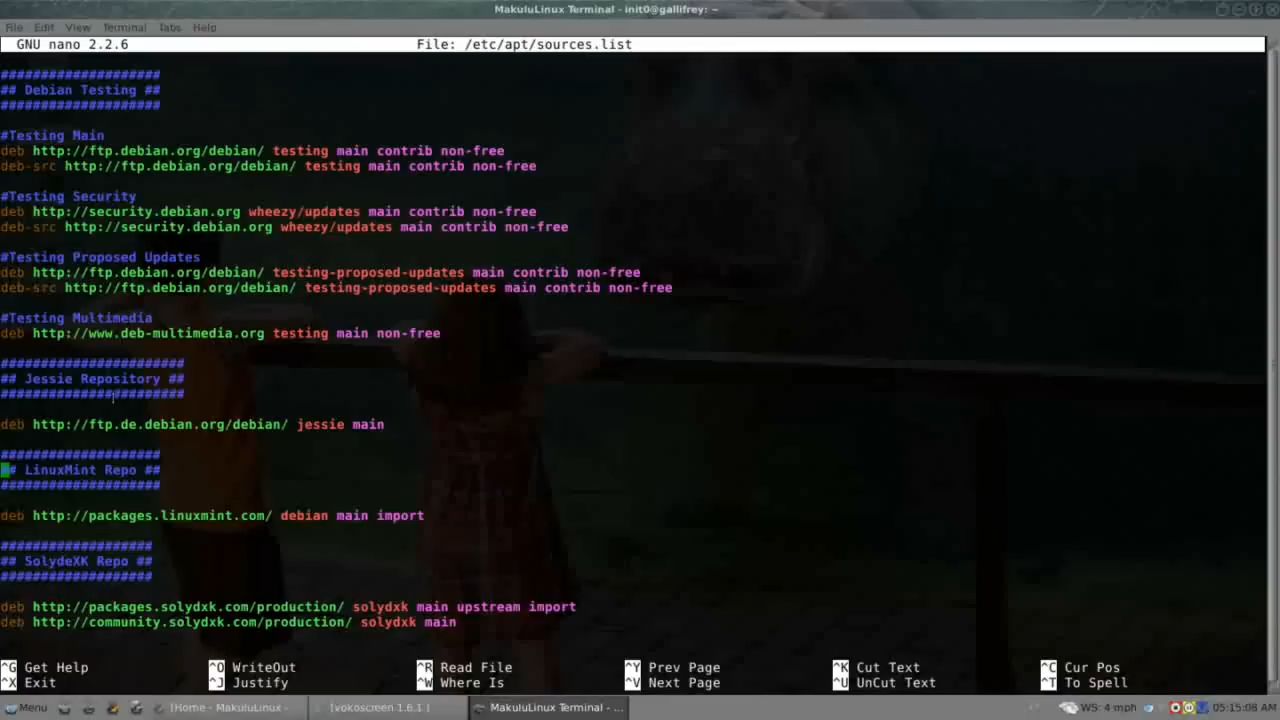 MakuluLinux Terminal - init0@gallifrey: ~
File Edit View Terminal Tabs Help
GNU nano 2.2.6 File: /etc/apt/sources.list
####################
## Debian Testing ##
####################
#Testing Main
deb http://ftp.debian.org/debian/ testing main contrib non-free
deb-src http://ftp.debian.org/debian/ testing main contrib non-free
#Testing Security
deb http://security.debian.org wheezy/updates main contrib non-free
deb-src http://security.debian.org wheezy/updates main contrib non-free
#Testing Proposed Updates
deb http://ftp.debian.org/debian/ testing-proposed-updates main contrib non-free
deb-src http://ftp.debian.org/debian/ testing-proposed-updates main contrib non-free
#Testing Multimedia
deb http://www.deb-multimedia.org testing main non-free
#######################
## Jessie Repository ##
#######################
deb http://ftp.de.debian.org/debian/ jessie main
####################
## LinuxMint Repo ##
####################
deb http://packages.linuxmint.com/ debian main import
###################
## SolydeXK Repo ##
###################
deb http://packages.solydxk.com/production/ solydxk main upstream import
deb http://community.solydxk.com/production/ solydxk main
^G Get Help ^O WriteOut ^R Read File ^Y Prev Page ^K Cut Text ^C Cur Pos
^X Exit ^J Justify ^W Where Is ^V Next Page ^U UnCut Text ^T To Spell
Menu [Home - MakuluLinux - [vokoscreen 1.6.1 ] MakuluLinux Terminal - ... WS: 4 mph 05:15:08 AM